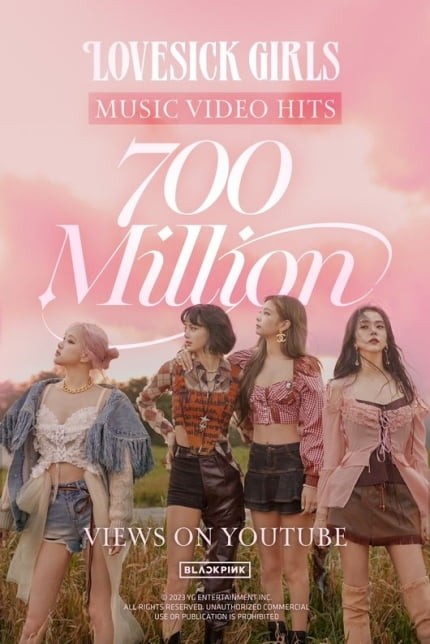 LOVESICK GIRLS
MUSIC VIDEO HITS
700
Million
VIEWS ON YOUTUBE
BLACKPINK
© 2023 YG ENTERTAINMENT INC.
ALL RIGHTS RESERVED. UNAUTHORIZED COMMERCIAL
USE OR PUBLICATION IS PROHIBITED.